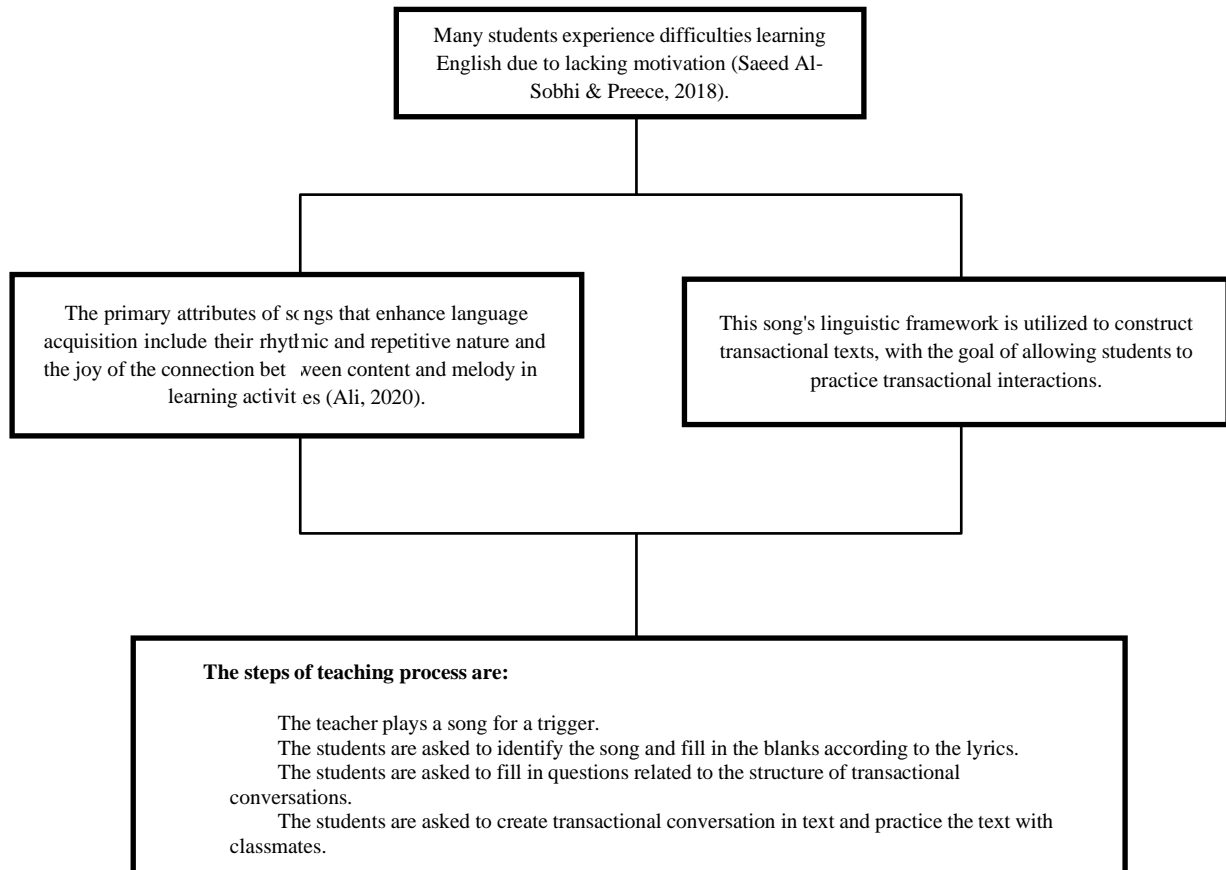 Many students experience difficulties learning
English due to lacking motivation (Saeed Al-
Sobhi & Preece, 2018).
The primary attributes of songs that enhance language
acquisition include their rhythmic and repetitive nature and
the joy of the connection between content and melody in
learning activities (Ali, 2020).
This song's linguistic framework is utilized to construct
transactional texts, with the goal of allowing students to
practice transactional interactions.
The steps of teaching process are:
The teacher plays a song for a trigger.
The students are asked to identify the song and fill in the blanks according to the lyrics.
The students are asked to fill in questions related to the structure of transactional
conversations.
The students are asked to create transactional conversation in text and practice the text with
classmates.